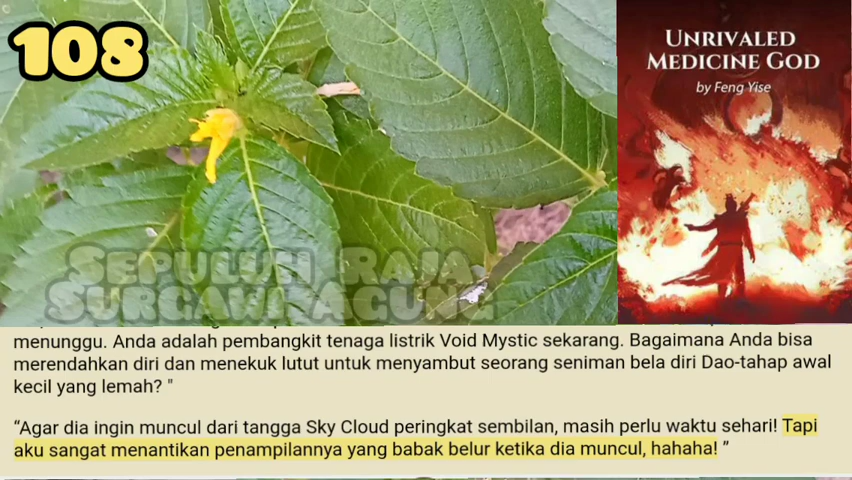 108
UNRIVALED
MEDICINE GOD
by Feng Yise
SEPULUH RAJA
SURGAWI AGUNG
menunggu. Anda adalah pembangkit tenaga listrik Void Mystic sekarang. Bagaimana Anda bisa
merendahkan diri dan menekuk lutut untuk menyambut seorang seniman bela diri Dao-tahap awal
kecil yang lemah? "
“Agar dia ingin muncul dari tangga Sky Cloud peringkat sembilan, masih perlu waktu sehari! Tapi
aku sangat menantikan penampilannya yang babak belur ketika dia muncul, hahaha! ”